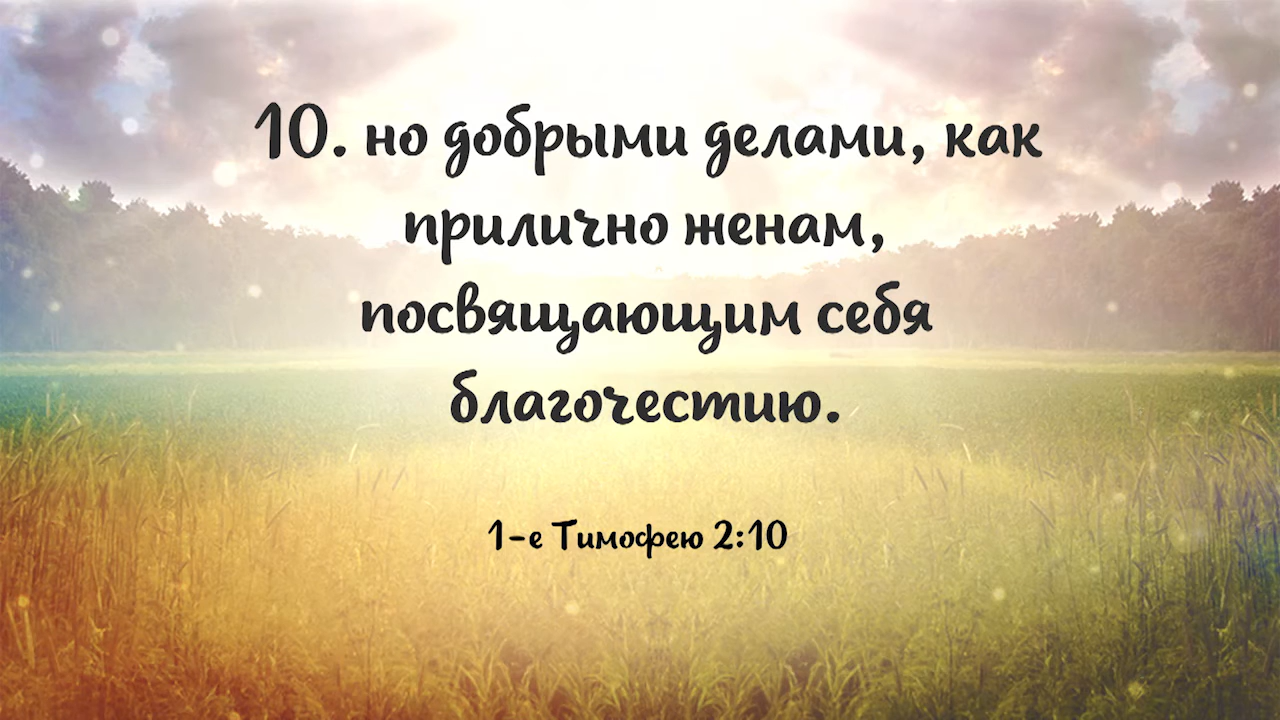 10. но добрыми делами, как
прилично женам,
посвящающим себя
благочестию.
1-е Тимофею 2:10